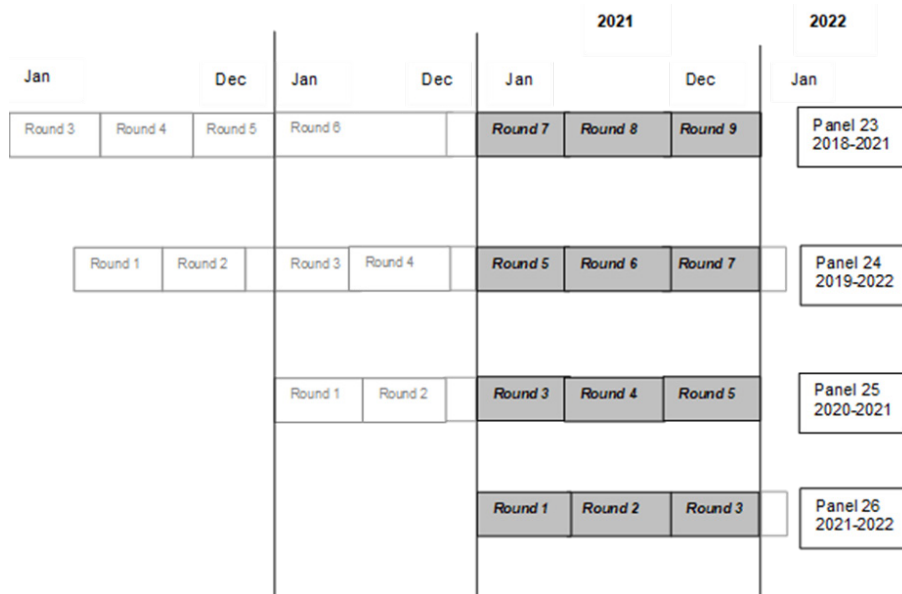 2021 2022
Jan Dec Jan Dec Jan Dec Jan
Round 3 Round 4 Round 5 Round 6 Round 7 Round 8 Round 9 Panel 23
2018-2021
Round 1 Round 2 Round 3 Round 4 Round 5 Round 6 Round 7 Panel 24
2019-2022
Round 1 Round 2 Round 3 Round 4 Round 5 Panel 25
2020-2021
Round 1 Round 2 Round 3 Panel 26
2021-2022